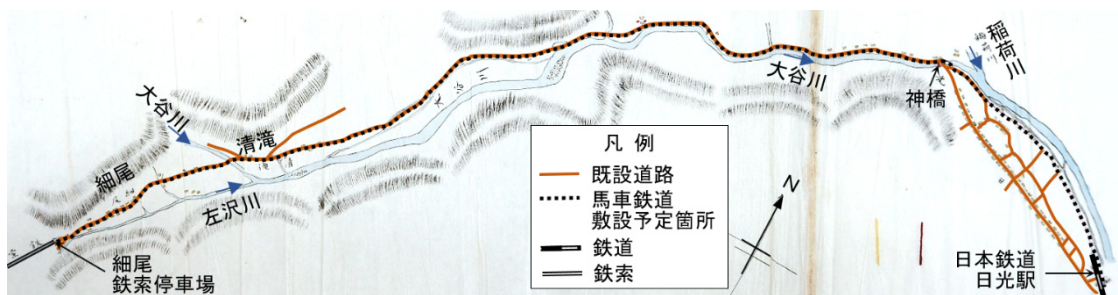 稲荷川
大谷川
神橋
大谷川
清滝
細尾
左沢川
細尾
鉄索停車場
凡例
既設道路
馬車鉄道
敷設予定箇所
鉄道
鉄索
N
日本鉄道
日光駅